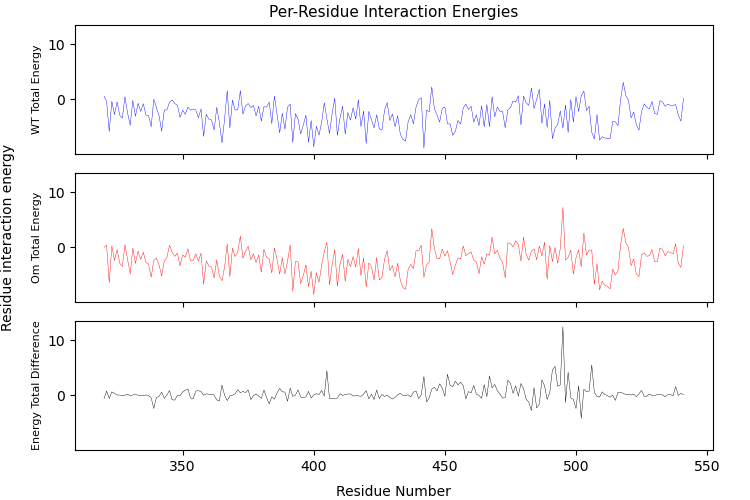 Per-Residue Interaction Energies
Residue interaction energy
WT Total Energy
10
0
Om Total Energy
10
0
Energy Total Difference
10
0
350 400 450 500 550
Residue Number